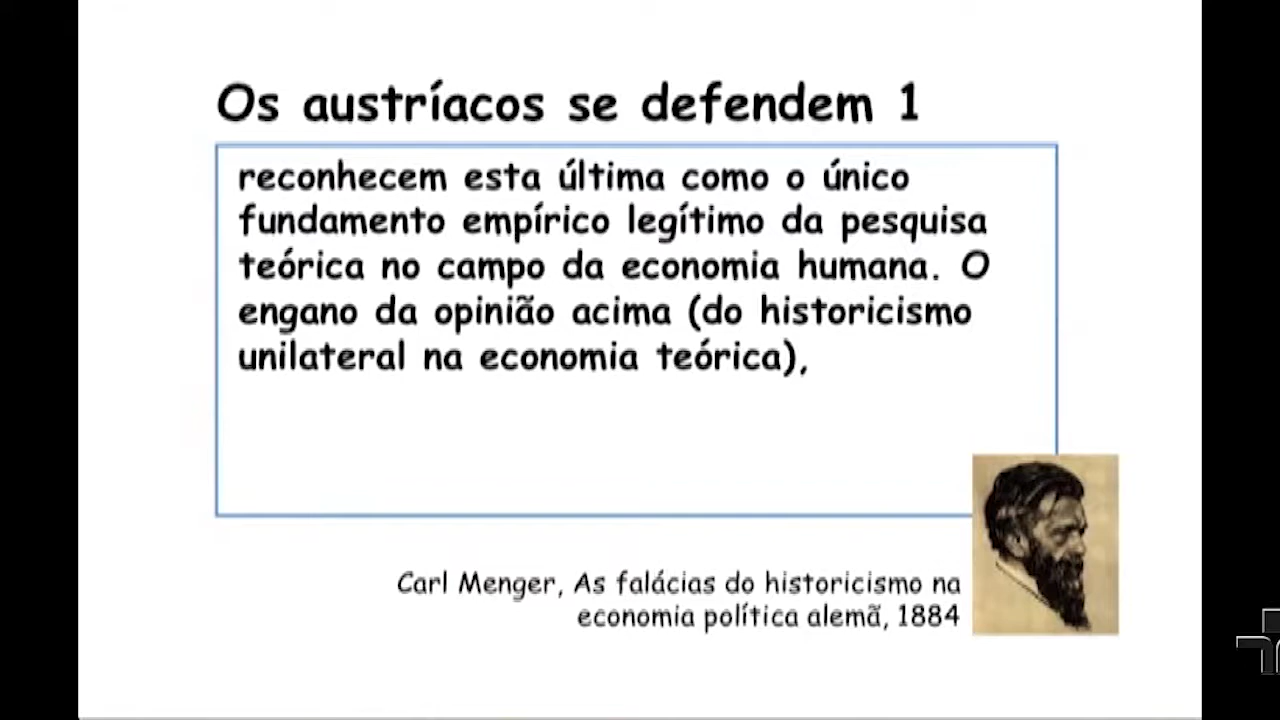 Os austríacos se defendem 1
reconhecem esta última como o único
fundamento empírico legítimo da pesquisa
teórica no campo da economia humana. O
engano da opinião acima (do historicismo
unilateral na economia teórica),
Carl Menger, As falácias do historicismo na
economia política alemã, 1884